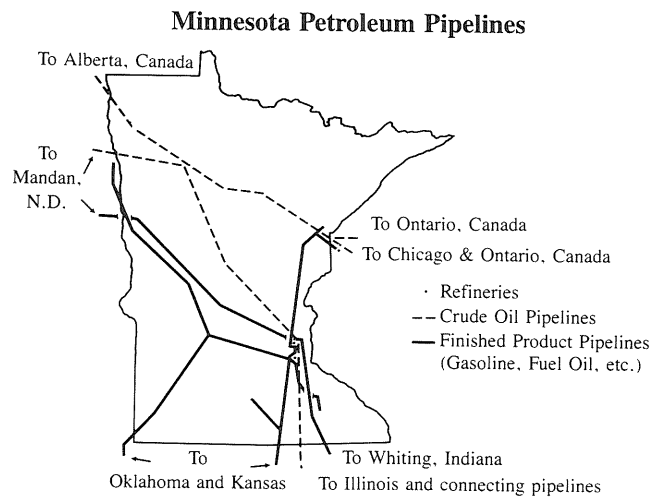 Minnesota Petroleum Pipelines
To Alberta, Canada
To
Mandan,
N.D.
To Ontario, Canada
To Chicago & Ontario, Canada
Refineries
Crude Oil Pipelines
Finished Product Pipelines
(Gasoline, Fuel Oil, etc.)
To
Oklahoma and Kansas
To Whiting, Indiana
To Illinois and connecting pipelines